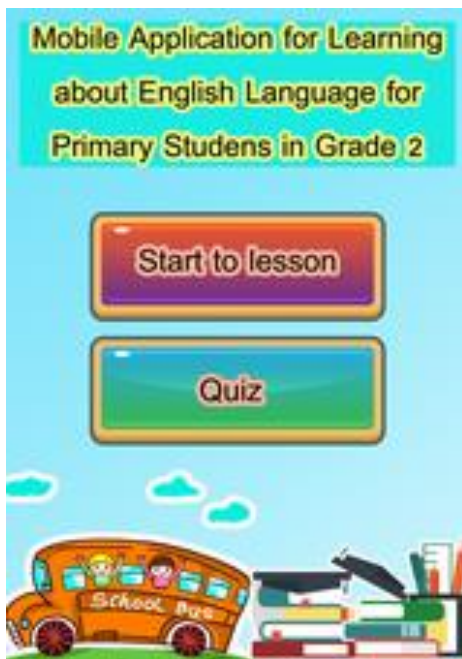 Mobile Application for Learning
about English Language for
Primary Studens in Grade 2
Start to lesson
Quiz
School Bus